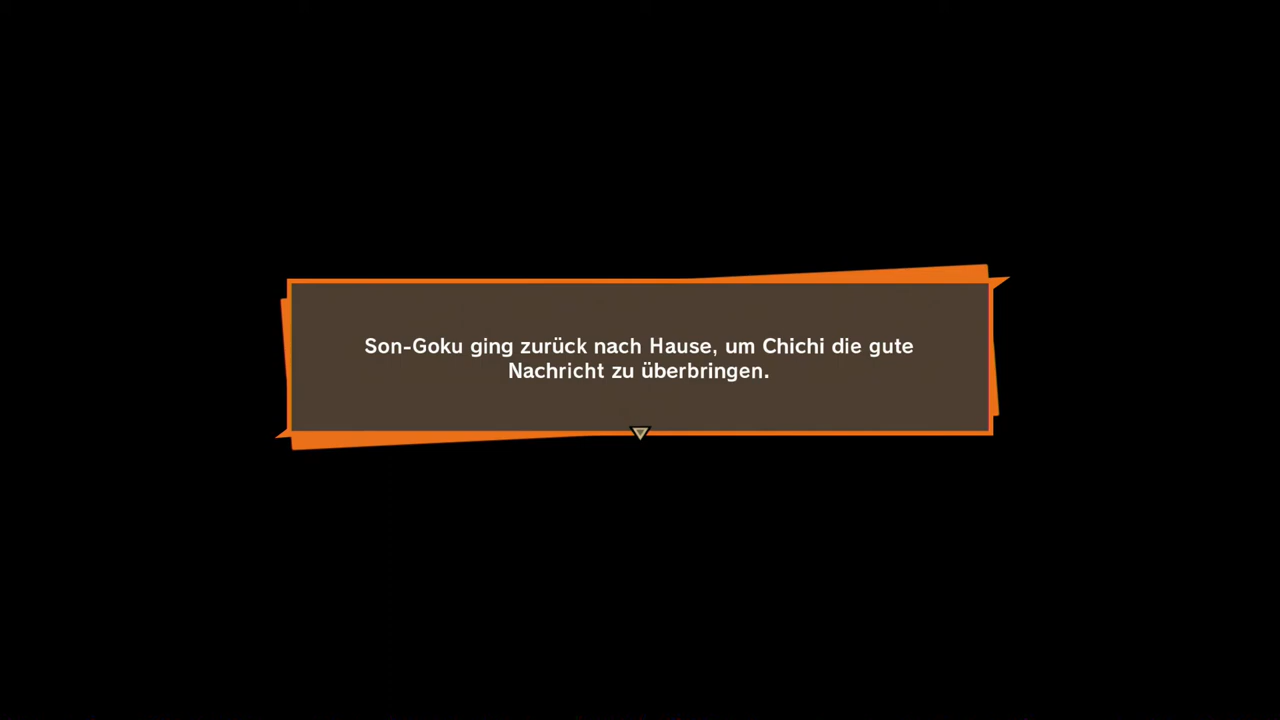 Son-Goku ging zurück nach Hause, um Chichi die gute
Nachricht zu überbringen.